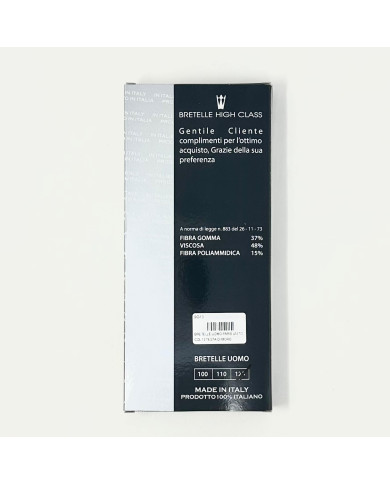 BRETELLE HIGH CLASS
Gentile Cliente
complimenti per l'ottimo
acquisto, Grazie della sua
preferenza
A norma di legge n. 883 del 26 - 11 - 73
FIBRA GOMMA 37%
VISCOSA 48%
FIBRA POLIAMMIDICA 15%
BRETELLE UOMO
100 110
MADE IN ITALY
PRODOTTO 100% ITALIANO